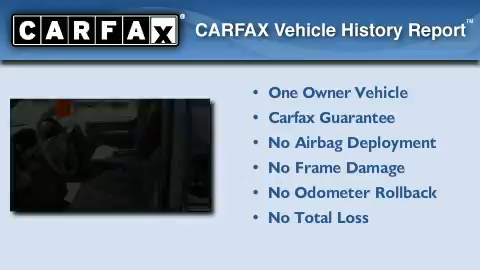 CARFAX® CARFAX Vehicle History Report™
• One Owner Vehicle
• Carfax Guarantee
• No Airbag Deployment
• No Frame Damage
• No Odometer Rollback
• No Total Loss